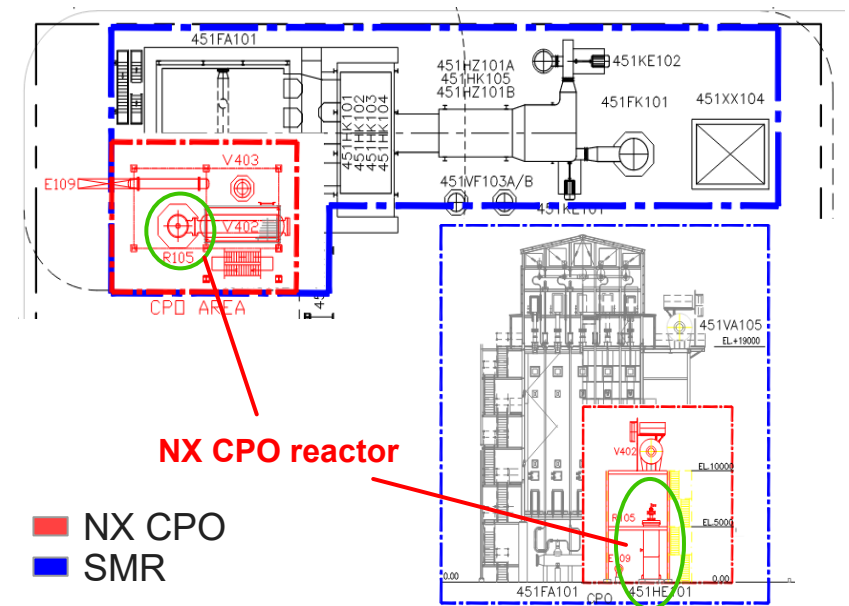 451FA101
451HZ101A
451HK105
451HZ101B
451KE102
451FK101
451XX104
451HK101
451HK102
451HK103
451HK104
V403
E109
451VF103A/B
V402
451KE101
R105
CPO AREA
45
451VA105
EL.+19000
NX CPO reactor
V402
EL.10000
R105
EL.5000
E109
0.00
0.00
451FA101
CPO
451HE101
NX CPO
SMR